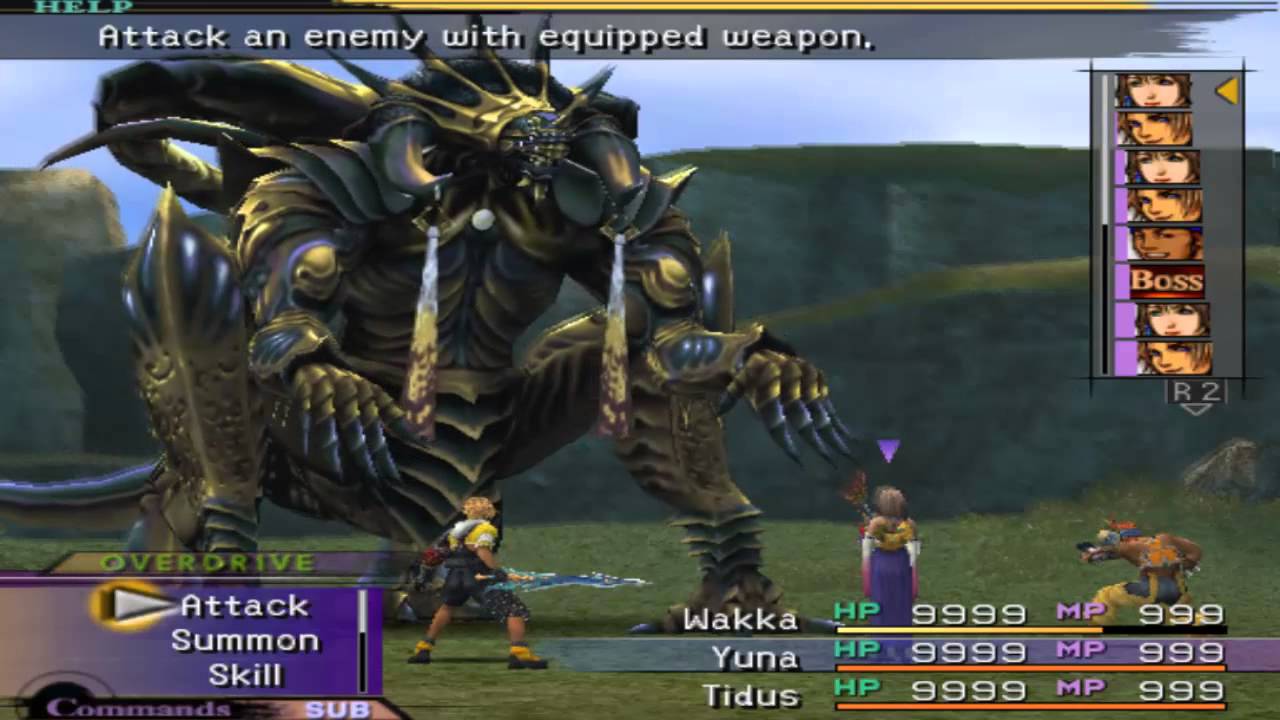 HELP
Attack an enemy with equipped weapon.
Boss
R2
OVERDRIVE
Attack
Summon
Skill
Commands SUB
Wakka HP 9999 MP 999
Yuna HP 9999 MP 999
Tidus HP 9999 MP 999